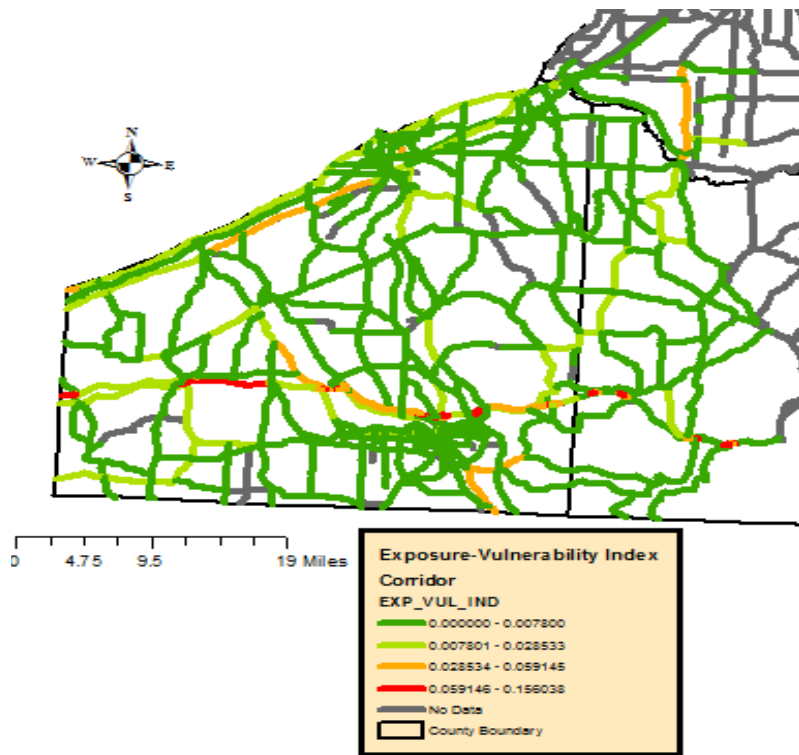 N
W E
S
0 4.75 9.5 19 Miles
Exposure-Vulnerability Index
Corridor
EXP_VUL_IND
0.000000 - 0.007800
0.007801 - 0.028533
0.028534 - 0.059145
0.059146 - 0.156038
No Data
County Boundary